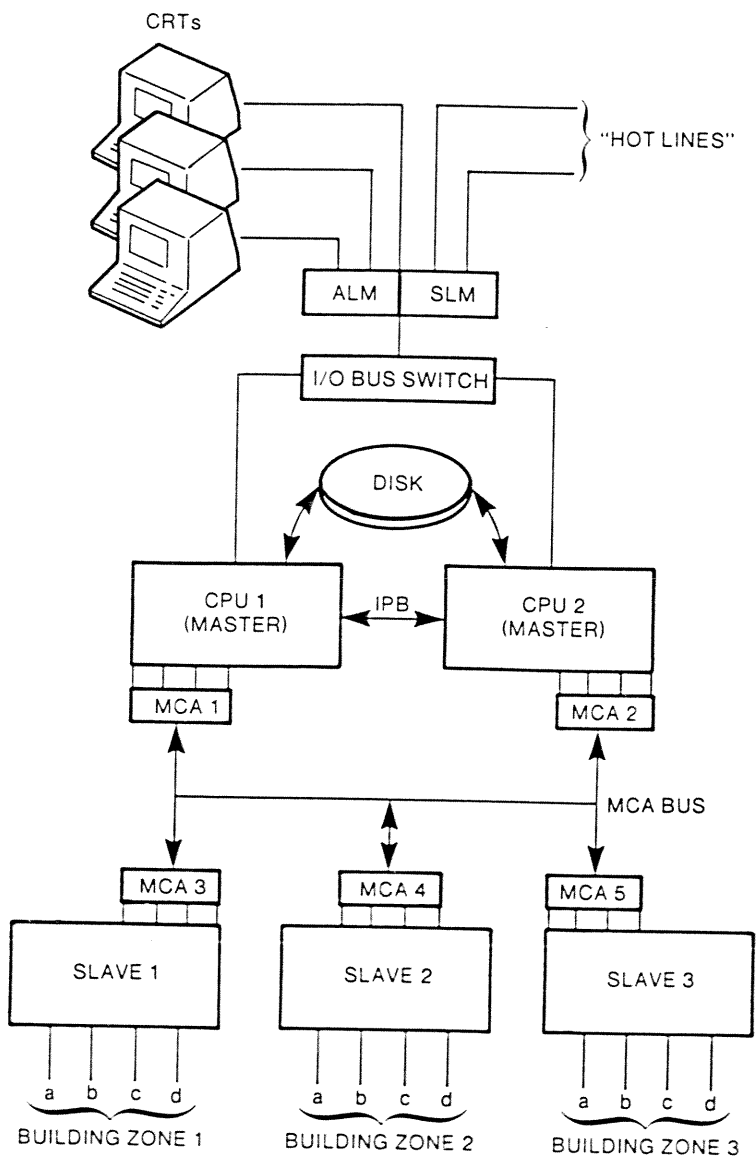 CRTs
"HOT LINES"
ALM
SLM
I/O BUS SWITCH
DISK
CPU 1
(MASTER)
IPB
CPU 2
(MASTER)
MCA 1
MCA 2
MCA BUS
MCA 3
MCA 4
MCA 5
SLAVE 1
SLAVE 2
SLAVE 3
a b c d
a b c d
a b c d
BUILDING ZONE 1
BUILDING ZONE 2
BUILDING ZONE 3